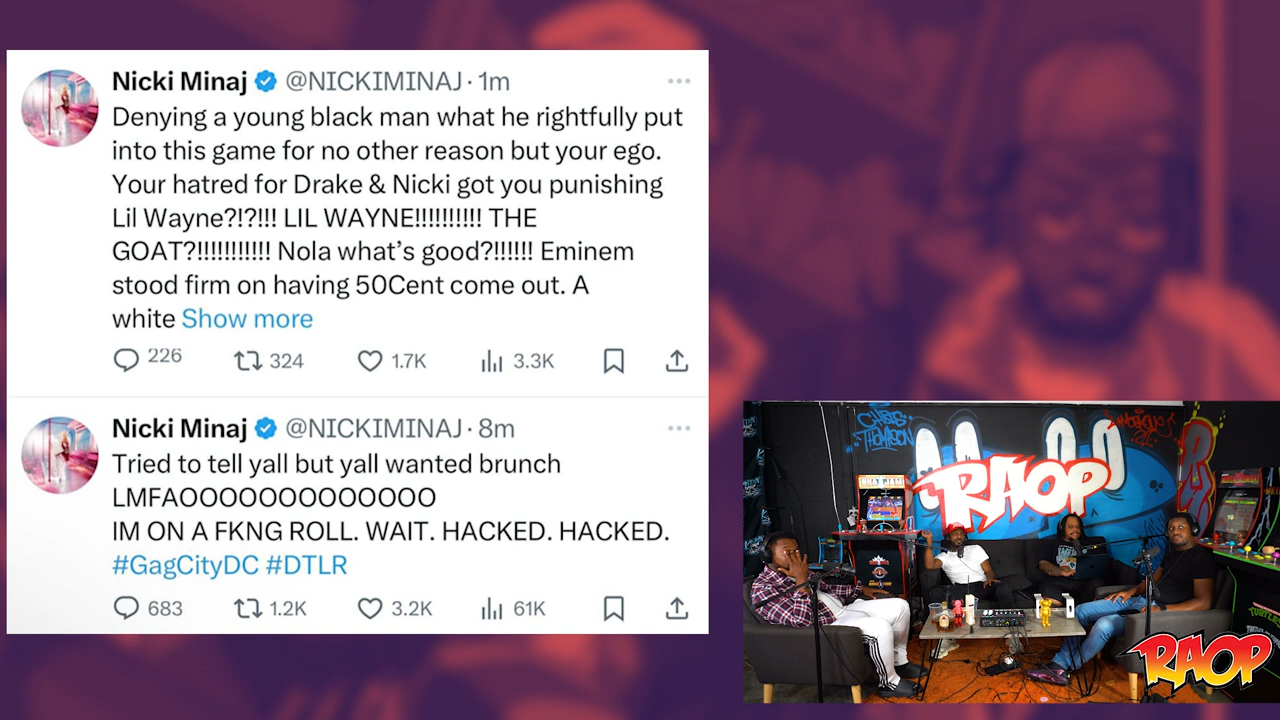 Nicki Minaj @NICKIMINAJ · 1m
Denying a young black man what he rightfully put
into this game for no other reason but your ego.
Your hatred for Drake & Nicki got you punishing
Lil Wayne?!?!!! LIL WAYNE!!!!!!!!!! THE
GOAT?!!!!!!!!!!! Nola what’s good?!!!!!! Eminem
stood firm on having 50Cent come out. A
white Show more
226 324 1.7K 3.3K
Nicki Minaj @NICKIMINAJ · 8m
Tried to tell yall but yall wanted brunch
LMFAOOOOOOOOOOOOO
IM ON A FKNG ROLL. WAIT. HACKED. HACKED.
#GagCityDC #DTLR
683 1.2K 3.2K 61K
CHRIS
THOMPSON
RAOP
RAOP